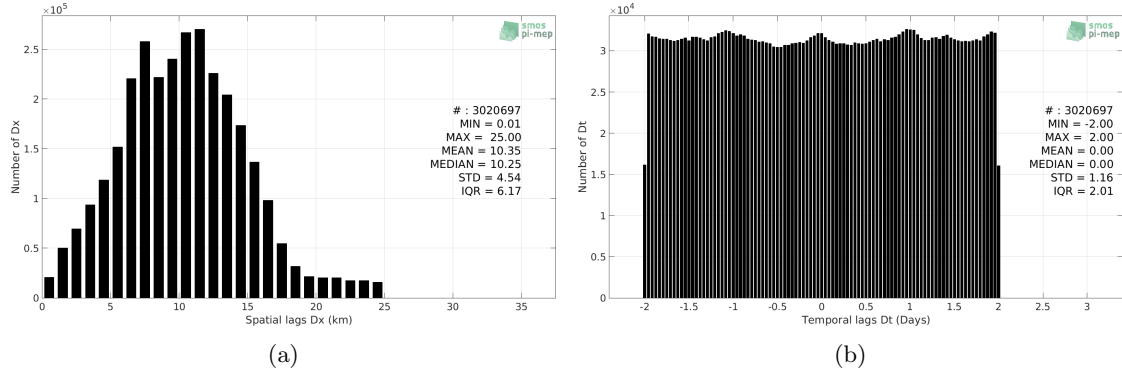 ×10⁵
smos
pi-mep
2.5
2
1.5
1
0.5
0
Number of Dx
# : 3020697
MIN = 0.01
MAX = 25.00
MEAN = 10.35
MEDIAN = 10.25
STD = 4.54
IQR = 6.17
0 5 10 15 20 25 30 35
Spatial lags Dx (km)
(a)
×10⁴
smos
pi-mep
3
2.5
2
1.5
1
0.5
0
Number of Dt
# : 3020697
MIN = -2.00
MAX = 2.00
MEAN = 0.00
MEDIAN = 0.00
STD = 1.16
IQR = 2.01
-2 -1.5 -1 -0.5 0 0.5 1 1.5 2 2.5 3
Temporal lags Dt (Days)
(b)